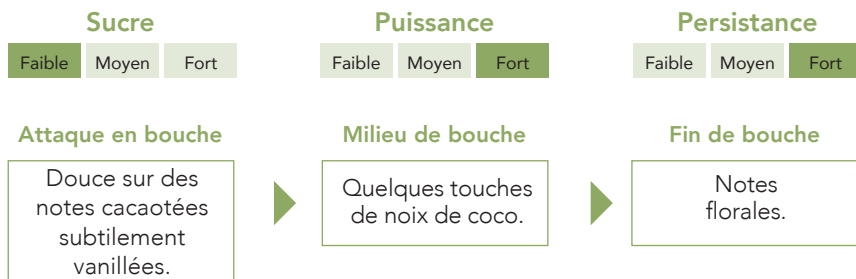 Sucre
Puissance
Persistance
Faible Moyen Fort
Faible Moyen Fort
Faible Moyen Fort
Attaque en bouche
Milieu de bouche
Fin de bouche
Douce sur des
notes cacaotées
subtilement
vanillées.
Quelques touches
de noix de coco.
Notes
florales.